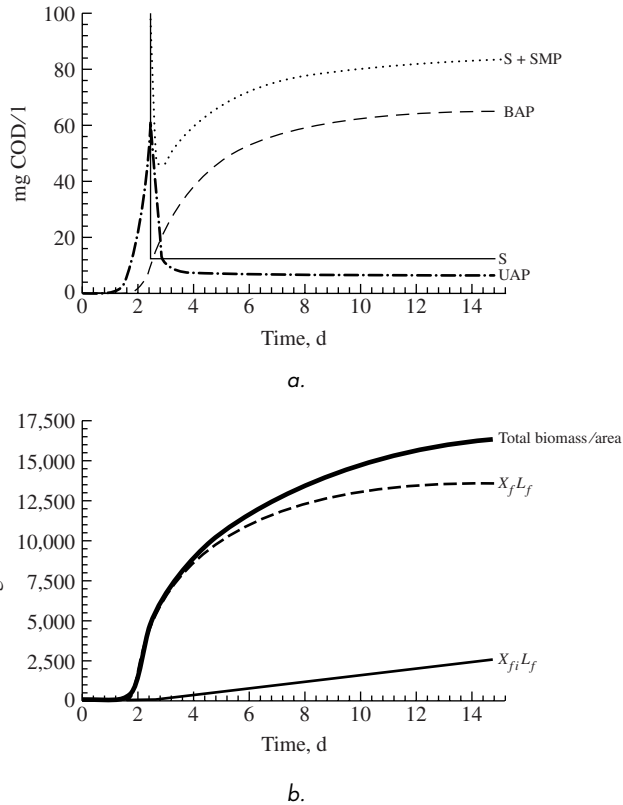 100
80
60
40
20
0
mg COD/l
S + SMP
BAP
S
UAP
0 2 4 6 8 10 12 14
Time, d
a.
17,500
15,000
12,500
10,000
7,500
5,000
2,500
0
Total biomass/area
X_f L_f
X_fi L_f
0 2 4 6 8 10 12 14
Time, d
b.